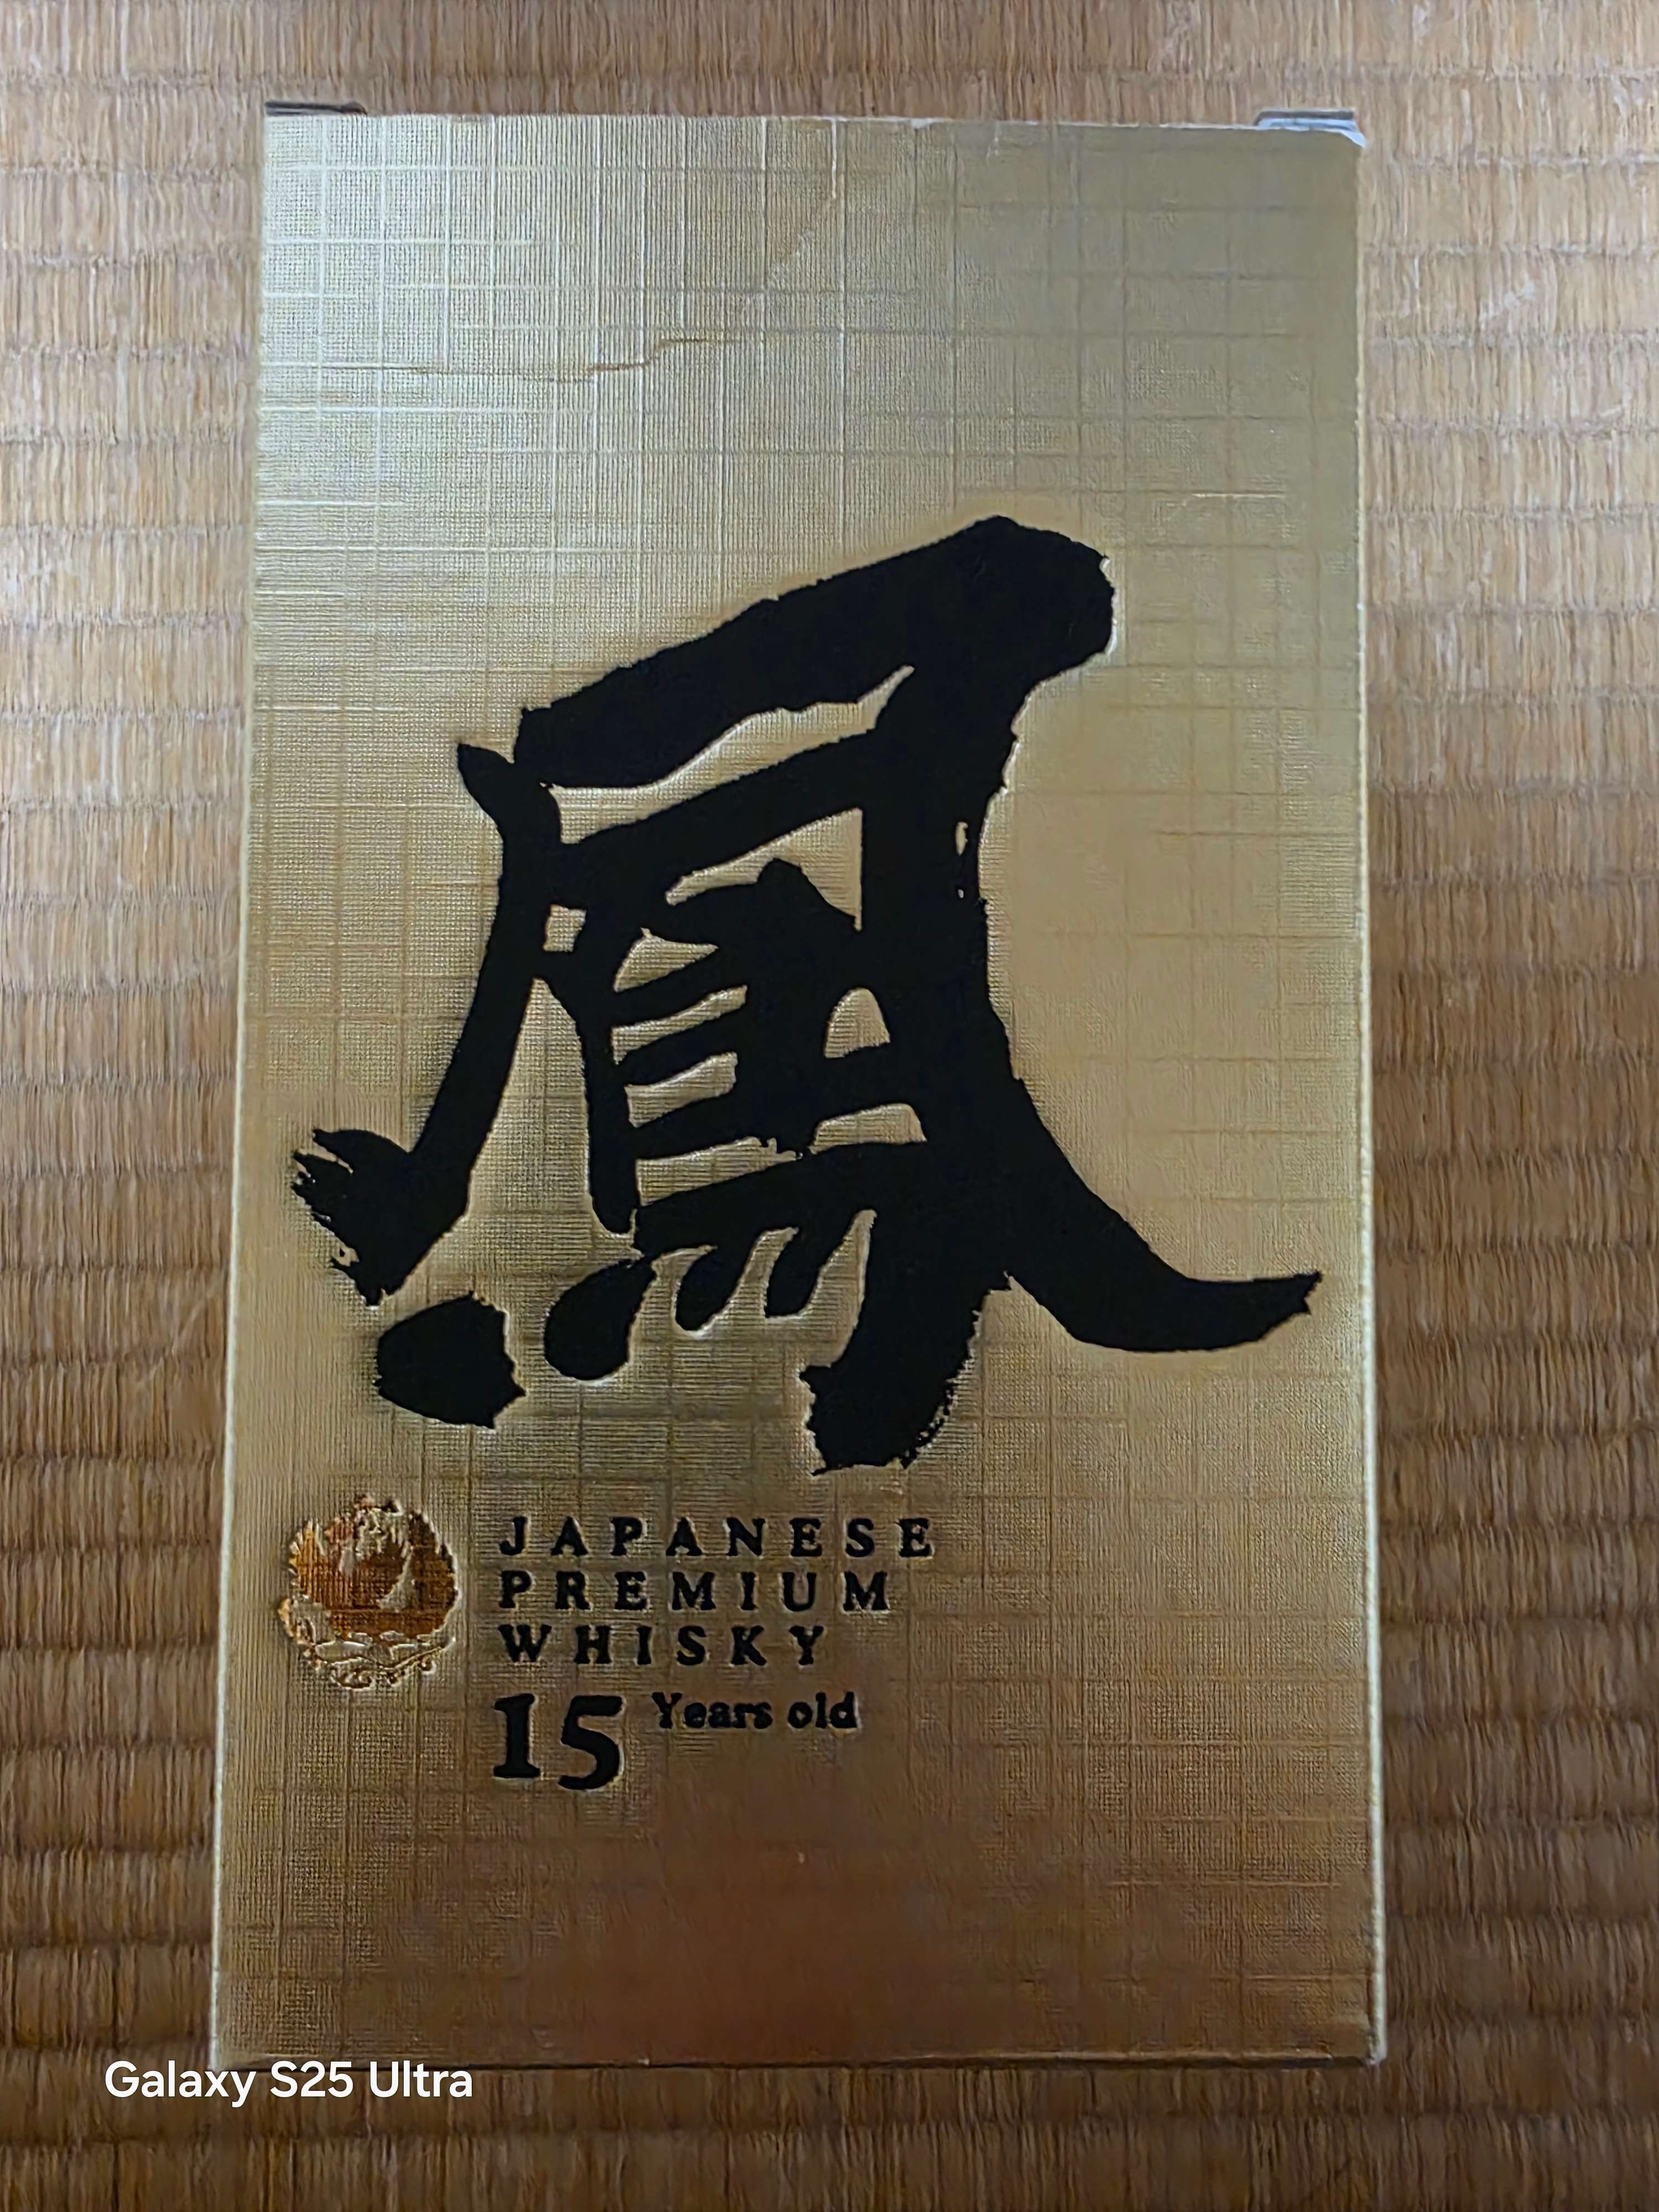 鳳
JAPANESE
PREMIUM
WHISKY
15 Years old
Galaxy S25 Ultra